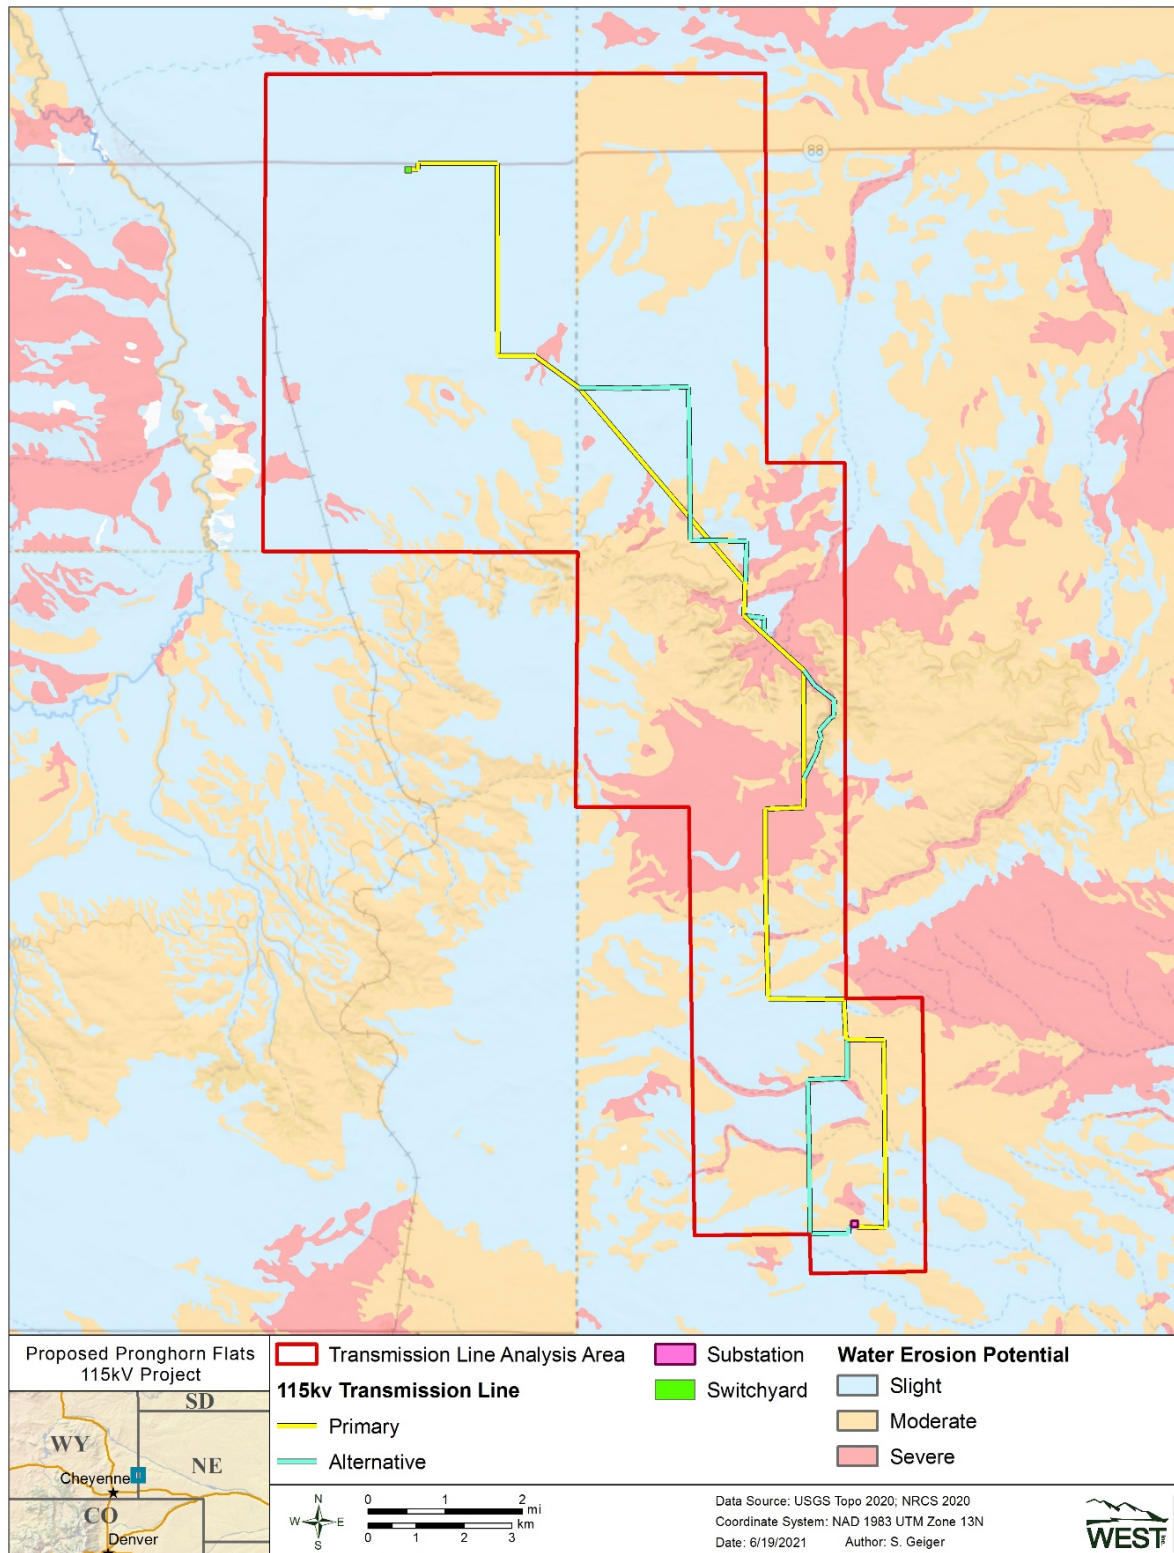 88
00
Proposed Pronghorn Flats
115kV Project
SD
WY
NE
Cheyenne
CO
Denver
Transmission Line Analysis Area
115kv Transmission Line
Primary
Alternative
Substation
Switchyard
Water Erosion Potential
Slight
Moderate
Severe
N
W E
S
0 1 2
mi
km
0 1 2 3
Data Source: USGS Topo 2020; NRCS 2020
Coordinate System: NAD 1983 UTM Zone 13N
Date: 6/19/2021 Author: S. Geiger
WEST